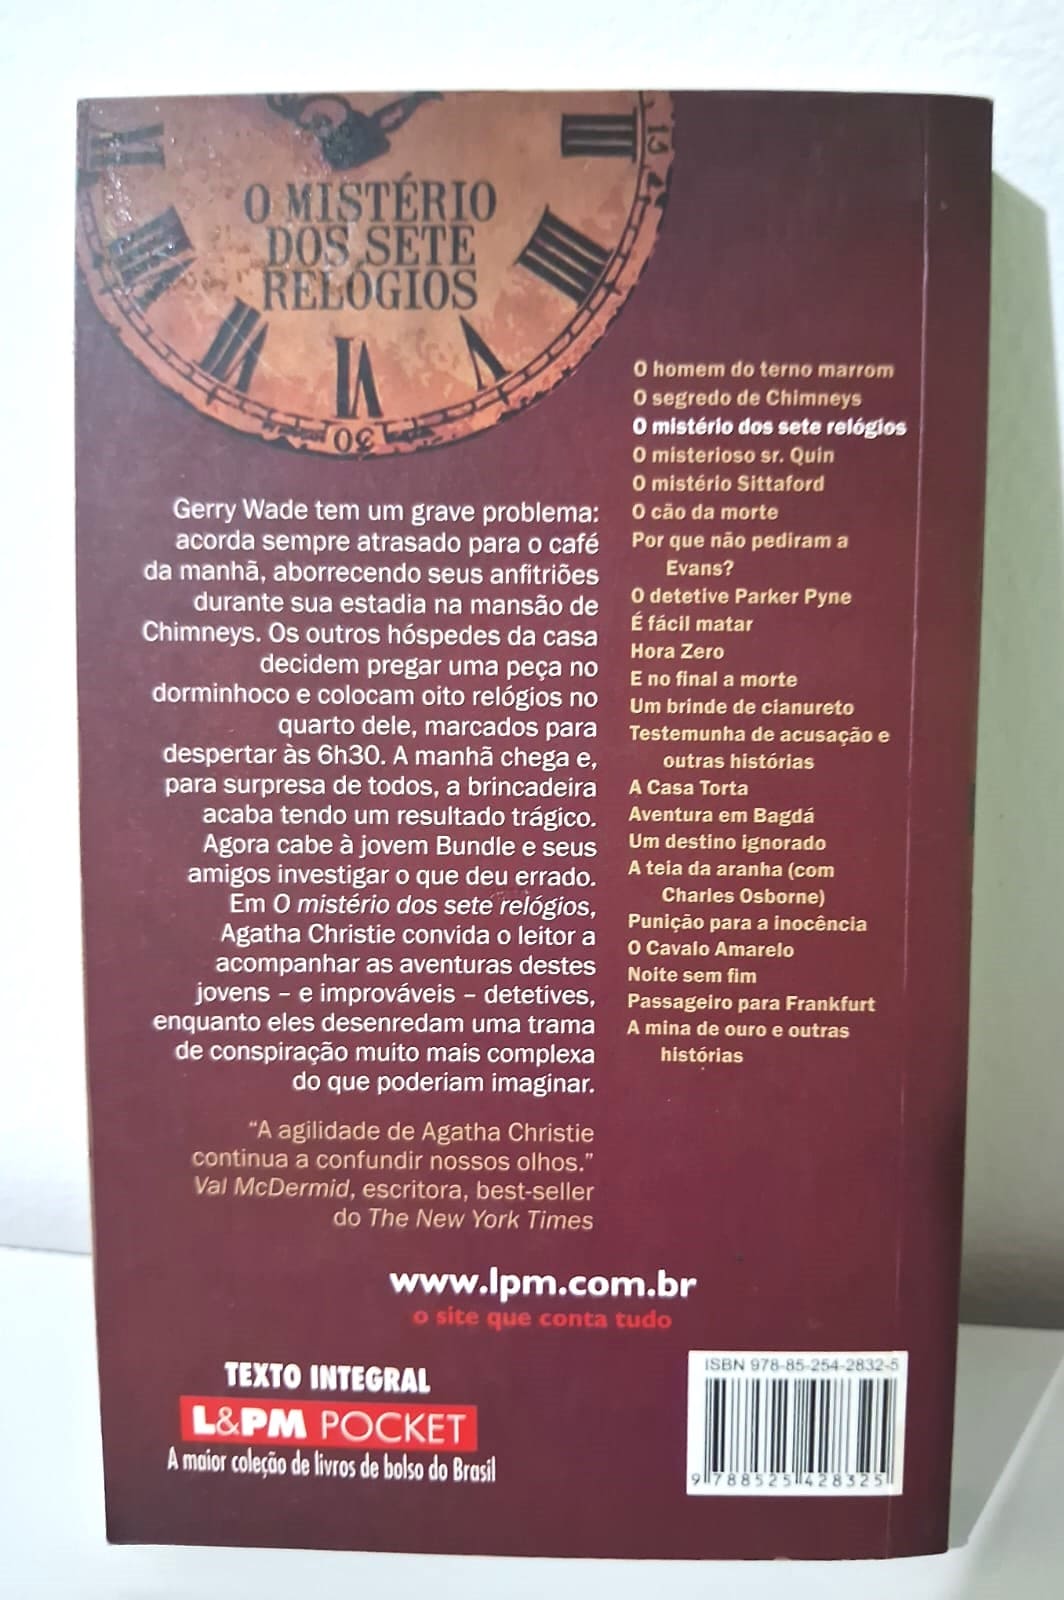 O MISTÉRIO
DOS SETE
RELÓGIOS
III
IIII
V
VI
VII
VIII
30
Gerry Wade tem um grave problema:
acorda sempre atrasado para o café
da manhã, aborrecendo seus anfitriões
durante sua estadia na mansão de
Chimneys. Os outros hóspedes da casa
decidem pregar uma peça no
dorminhoco e colocam oito relógios no
quarto dele, marcados para
despertar às 6h30. A manhã chega e,
para surpresa de todos, a brincadeira
acaba tendo um resultado trágico.
Agora cabe à jovem Bundle e seus
amigos investigar o que deu errado.
Em O mistério dos sete relógios,
Agatha Christie convida o leitor a
acompanhar as aventuras destes
jovens – e improváveis – detetives,
enquanto eles desenredam uma trama
de conspiração muito mais complexa
do que poderiam imaginar.
“A agilidade de Agatha Christie
continua a confundir nossos olhos.”
Val McDermid, escritora, best-seller
do The New York Times
O homem do terno marrom
O segredo de Chimneys
O mistério dos sete relógios
O misterioso sr. Quin
O mistério Sittaford
O cão da morte
Por que não pediram a
Evans?
O detetive Parker Pyne
É fácil matar
Hora Zero
E no final a morte
Um brinde de cianureto
Testemunha de acusação e
outras histórias
A Casa Torta
Aventura em Bagdá
Um destino ignorado
A teia da aranha (com
Charles Osborne)
Punição para a inocência
O Cavalo Amarelo
Noite sem fim
Passageiro para Frankfurt
A mina de ouro e outras
histórias
www.lpm.com.br
o site que conta tudo
TEXTO INTEGRAL
L&PM POCKET
A maior coleção de livros de bolso do Brasil
ISBN 978-85-254-2832-5
9 788525 428325